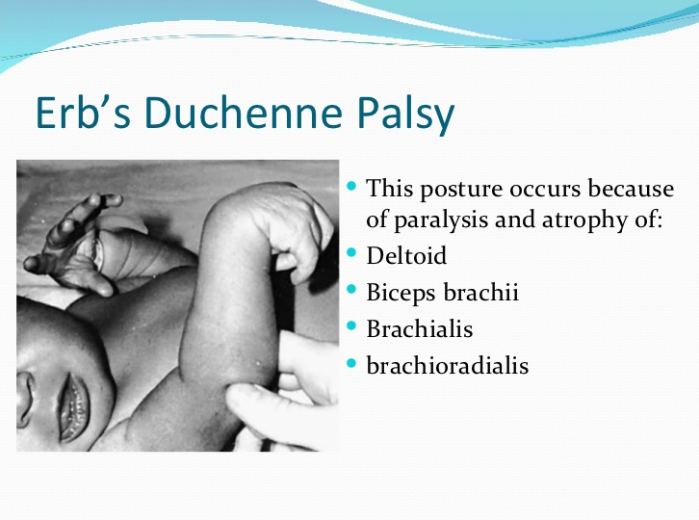 Erb’s Duchenne Palsy
This posture occurs because
of paralysis and atrophy of:
Deltoid
Biceps brachii
Brachialis
brachioradialis